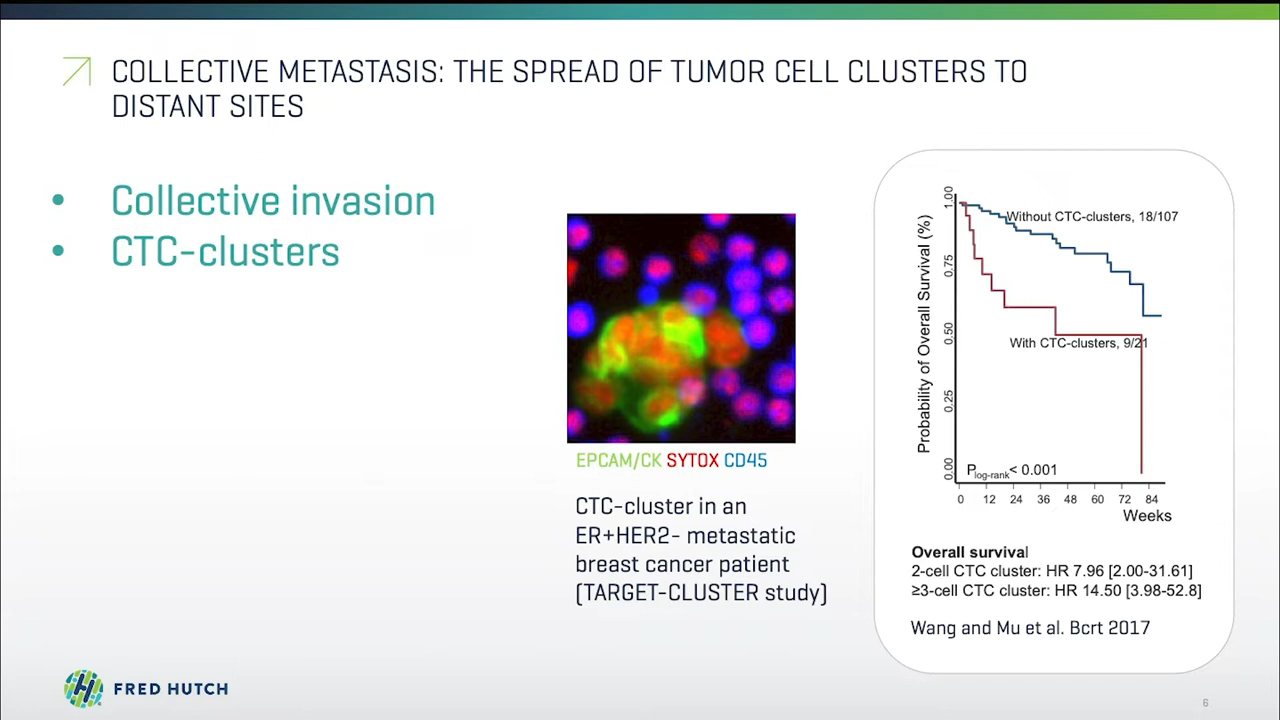 COLLECTIVE METASTASIS: THE SPREAD OF TUMOR CELL CLUSTERS TO
DISTANT SITES
• Collective invasion
• CTC-clusters
EPCAM/CK SYTOX CD45
CTC-cluster in an
ER+HER2- metastatic
breast cancer patient
(TARGET-CLUSTER study)
Probability of Overall Survival (%)
1.00
0.75
0.50
0.25
0.00
Without CTC-clusters, 18/107
With CTC-clusters, 9/21
Plog-rank< 0.001
0 12 24 36 48 60 72 84
Weeks
Overall survival
2-cell CTC cluster: HR 7.96 [2.00-31.61]
≥3-cell CTC cluster: HR 14.50 [3.98-52.8]
Wang and Mu et al. Bcrt 2017
FRED HUTCH
6